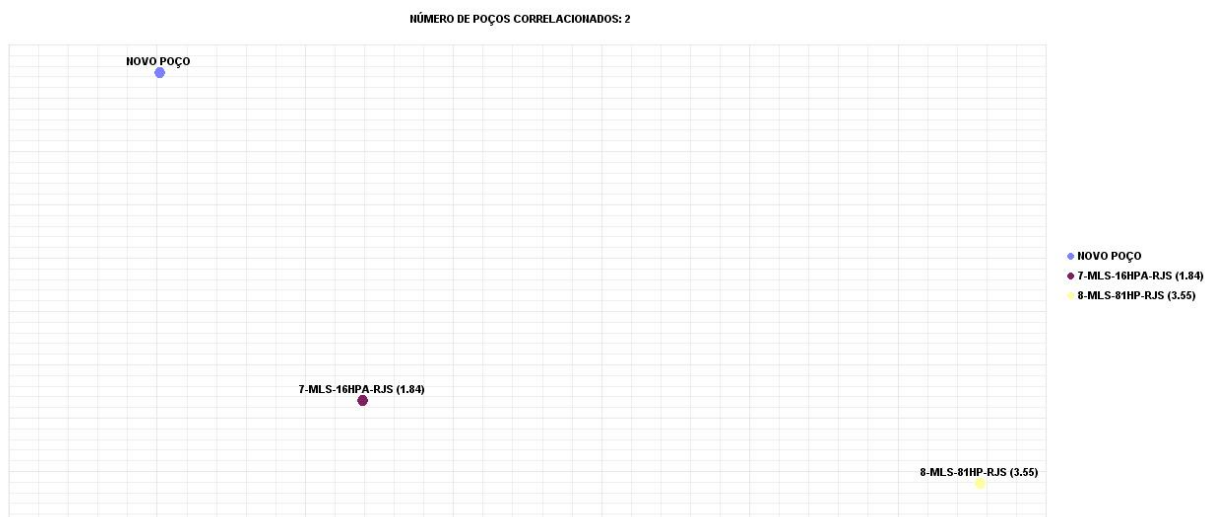 NÚMERO DE POÇOS CORRELACIONADOS: 2
NOVO POÇO
7-MLS-16HPA-RJS (1.84)
8-MLS-81HP-RJS (3.55)
NOVO POÇO
7-MLS-16HPA-RJS (1.84)
8-MLS-81HP-RJS (3.55)